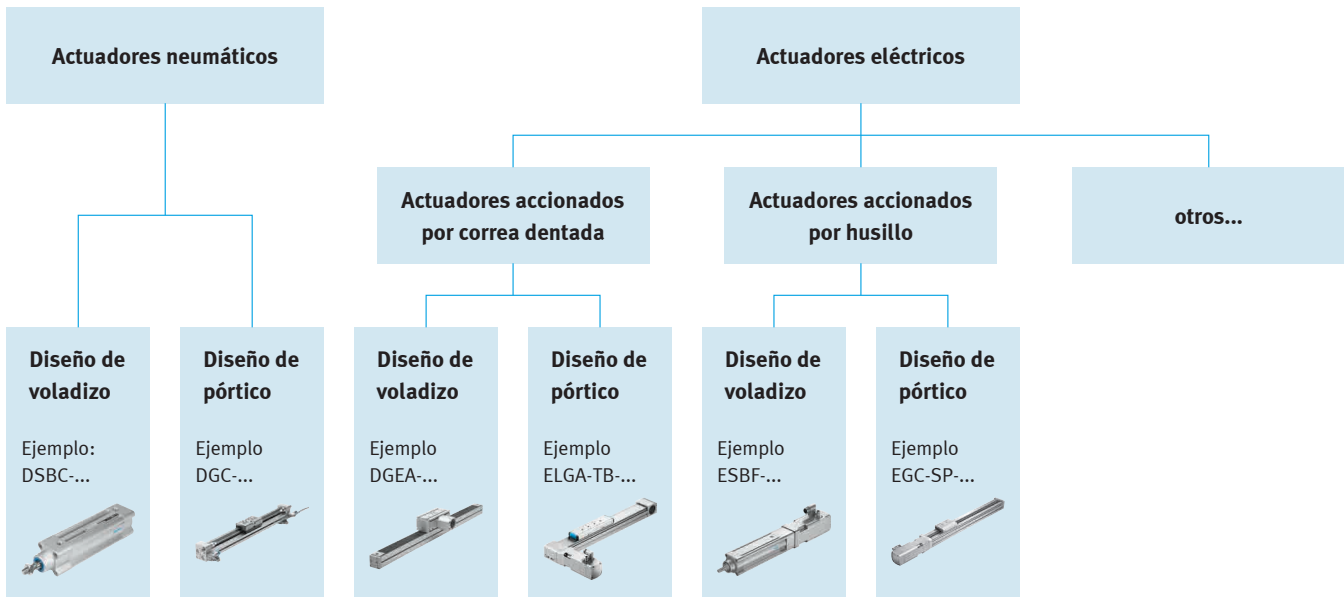 Actuadores neumáticos
Actuadores eléctricos
Actuadores accionados
por correa dentada
Actuadores accionados
por husillo
otros...
Diseño de
voladizo
Ejemplo:
DSBC-...
Diseño de
pórtico
Ejemplo
DGC-...
Diseño de
voladizo
Ejemplo
DGEA-...
Diseño de
pórtico
Ejemplo
ELGA-TB-...
Diseño de
voladizo
Ejemplo
ESBF-...
Diseño de
pórtico
Ejemplo
EGC-SP-...